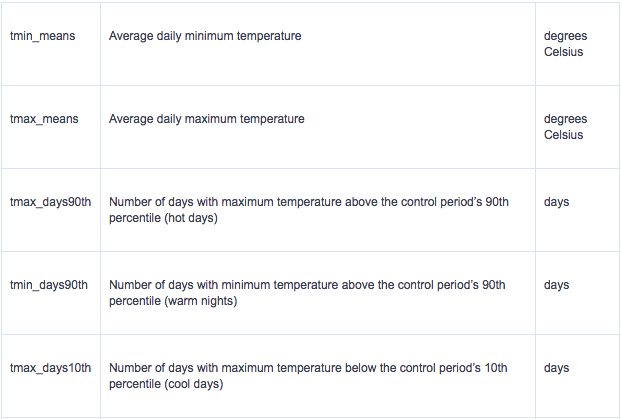 tmin_means Average daily minimum temperature degrees
Celsius
tmax_means Average daily maximum temperature degrees
Celsius
tmax_days90th Number of days with maximum temperature above the control period’s 90th days
percentile (hot days)
tmin_days90th Number of days with minimum temperature above the control period’s 90th days
percentile (warm nights)
tmax_days10th Number of days with maximum temperature below the control period’s 10th days
percentile (cool days)